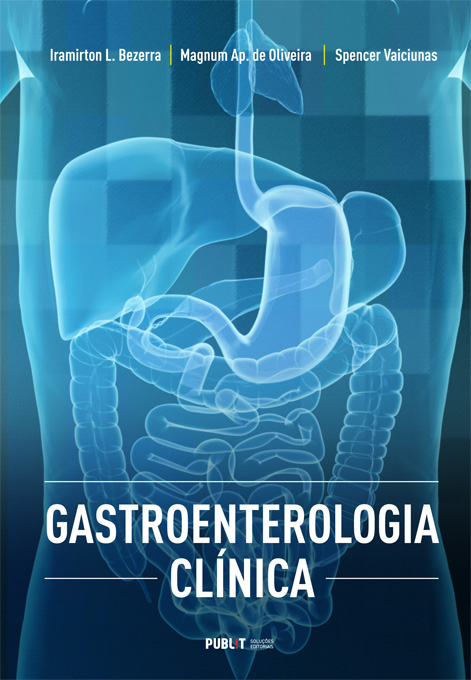 Iramirton L. Bezerra | Magnum Ap. de Oliveira | Spencer Vaiciunas
GASTROENTEROLOGIA
CLÍNICA
PUBLIT SOLUÇÕES
EDITORIAIS